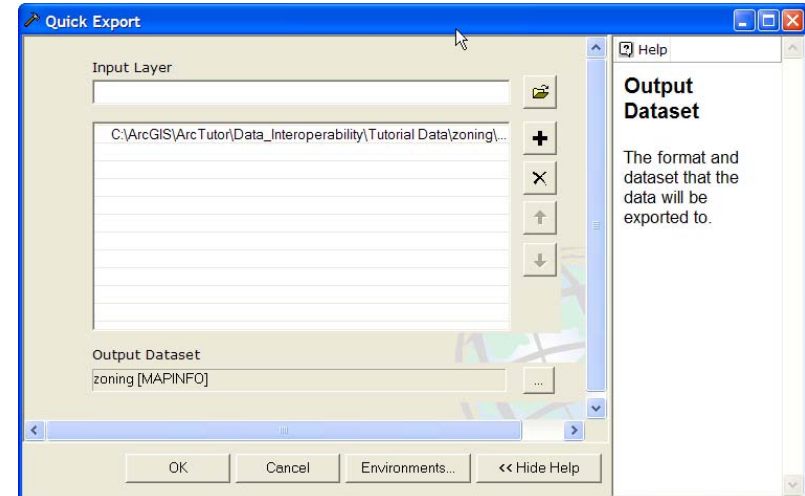 Quick Export
Input Layer
C:\ArcGIS\ArcTutor\Data_Interoperability\Tutorial Data\zoning\...
Output Dataset
zoning [MAPINFO]
...
OK
Cancel
Environments...
<< Hide Help
Help
Output
Dataset
The format and
dataset that the
data will be
exported to.